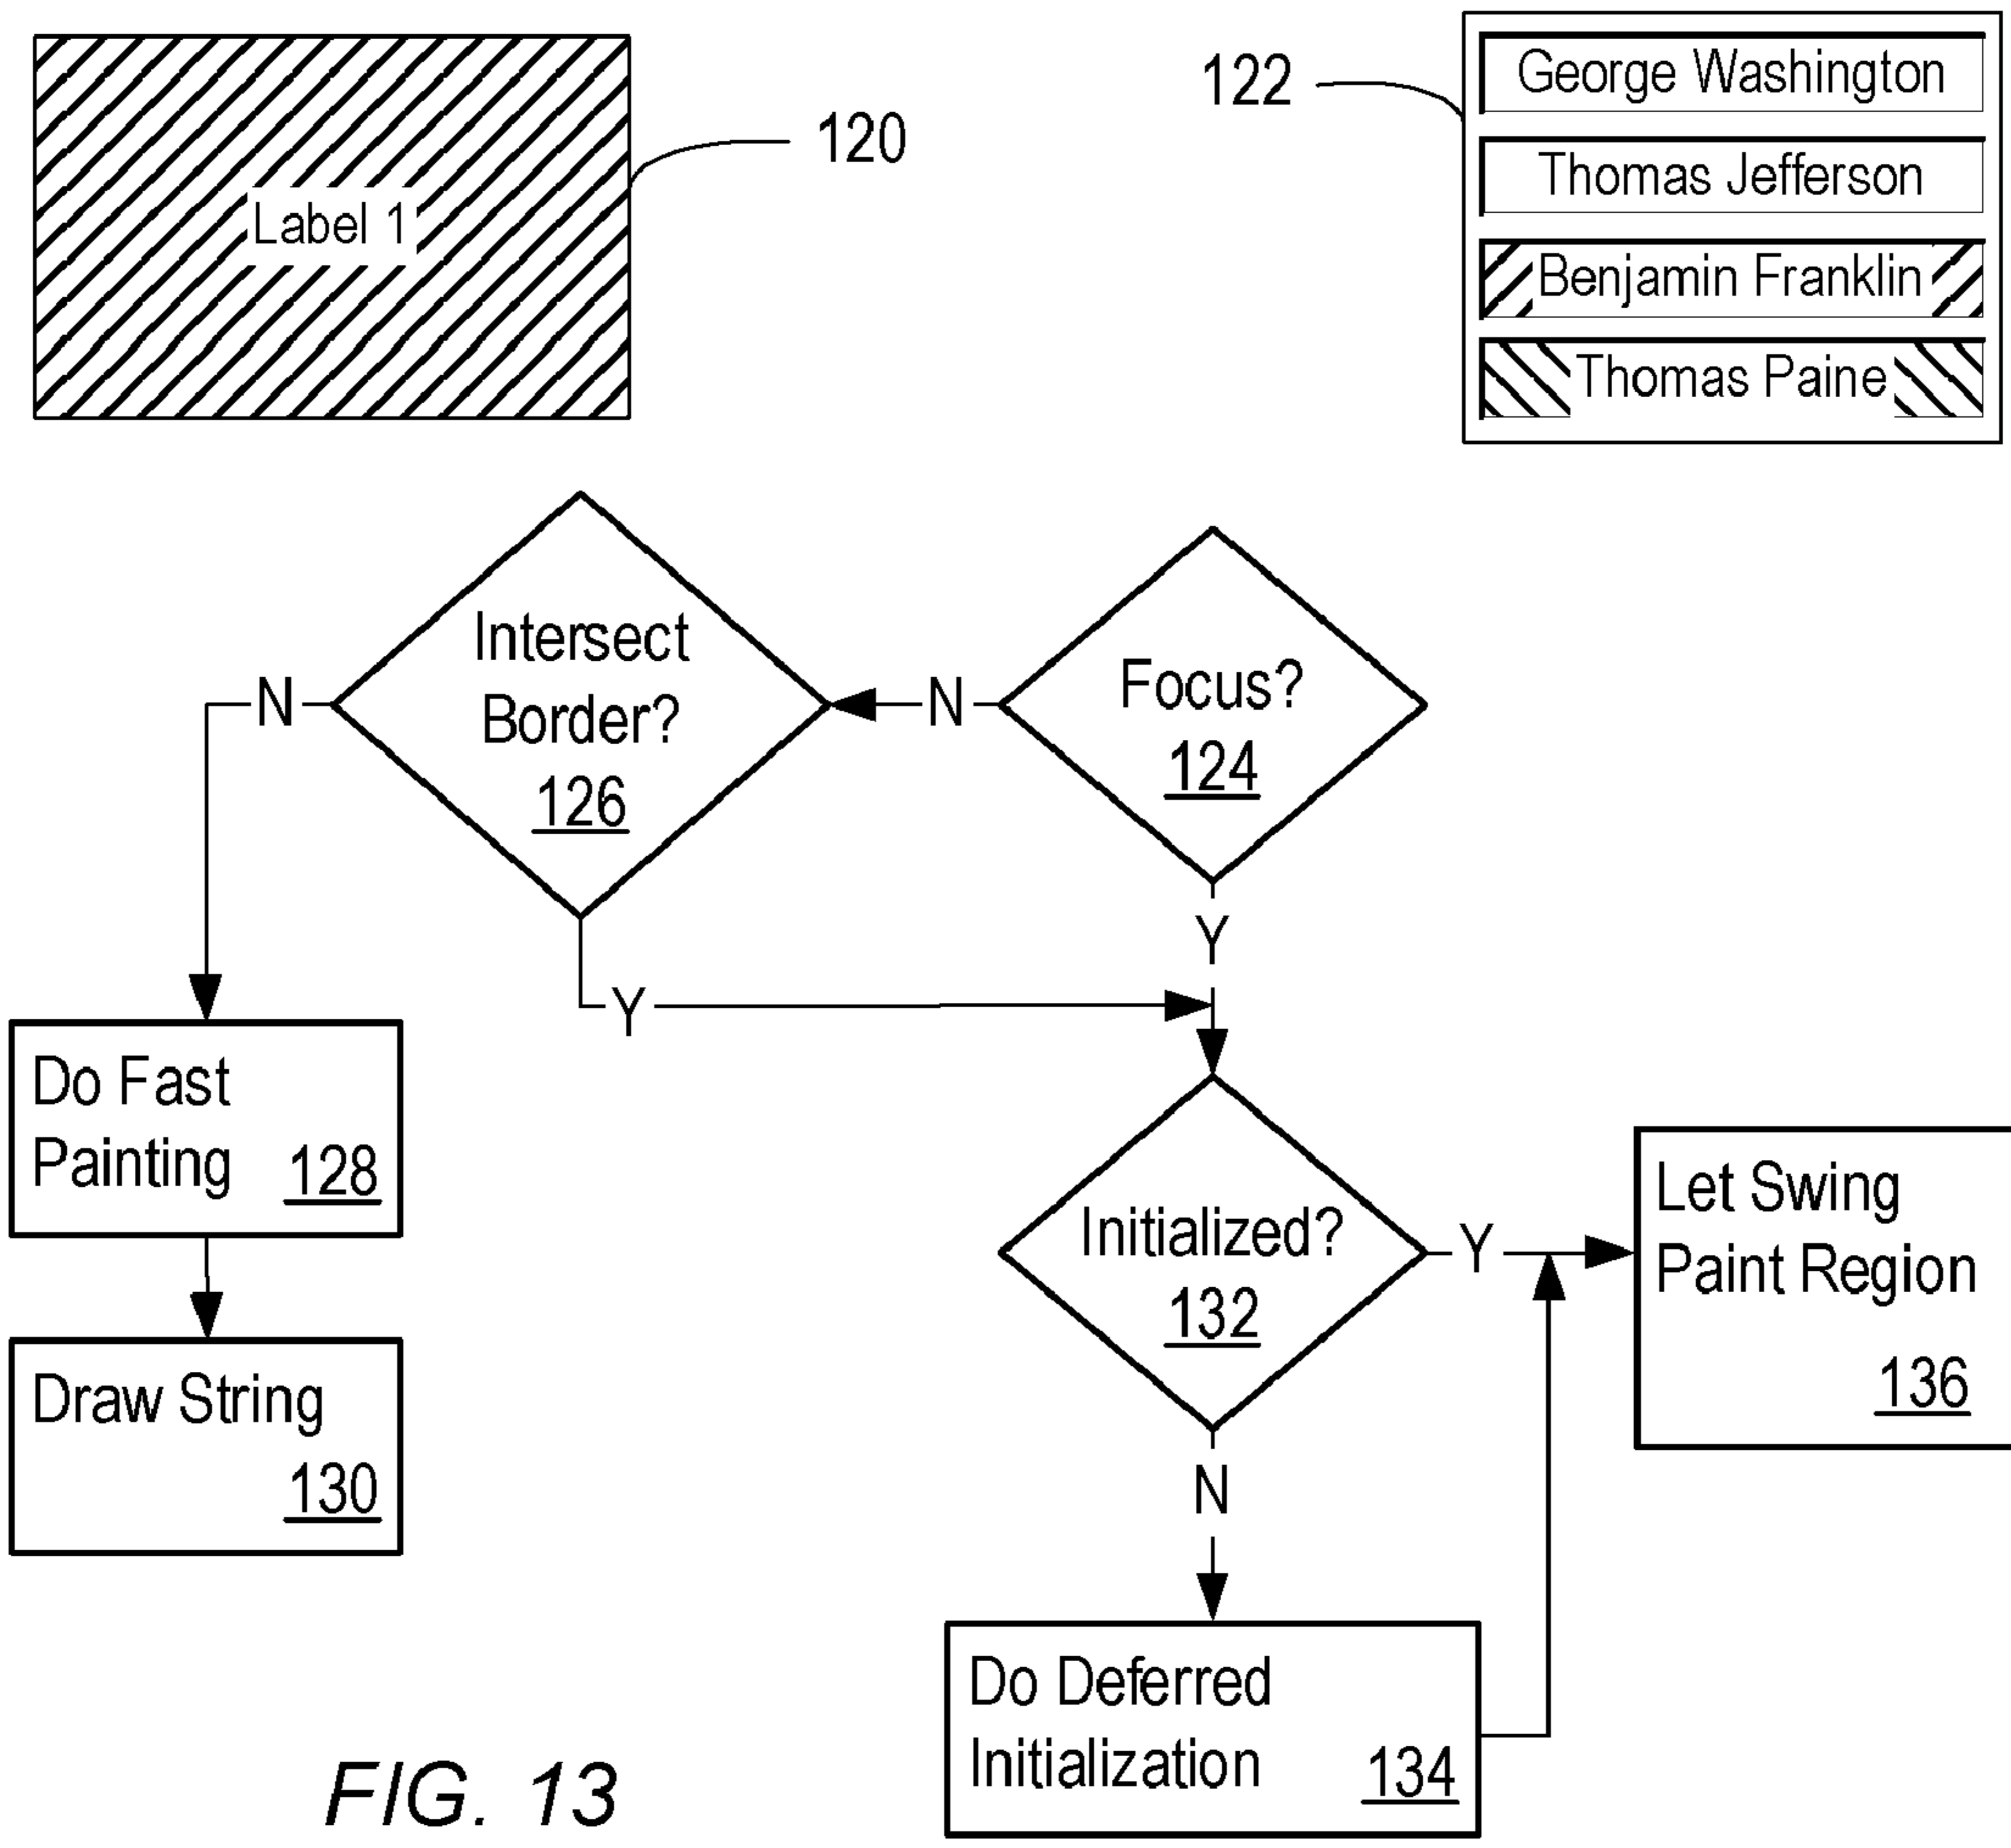 Label 1
120
122
George Washington
Thomas Jefferson
Benjamin Franklin
Thomas Paine
Intersect
Border?
126
N
N
Focus?
124
Y
Y
Do Fast
Painting 128
Draw String
130
Initialized?
132
Y
N
Let Swing
Paint Region
136
Do Deferred
Initialization 134
FIG. 13